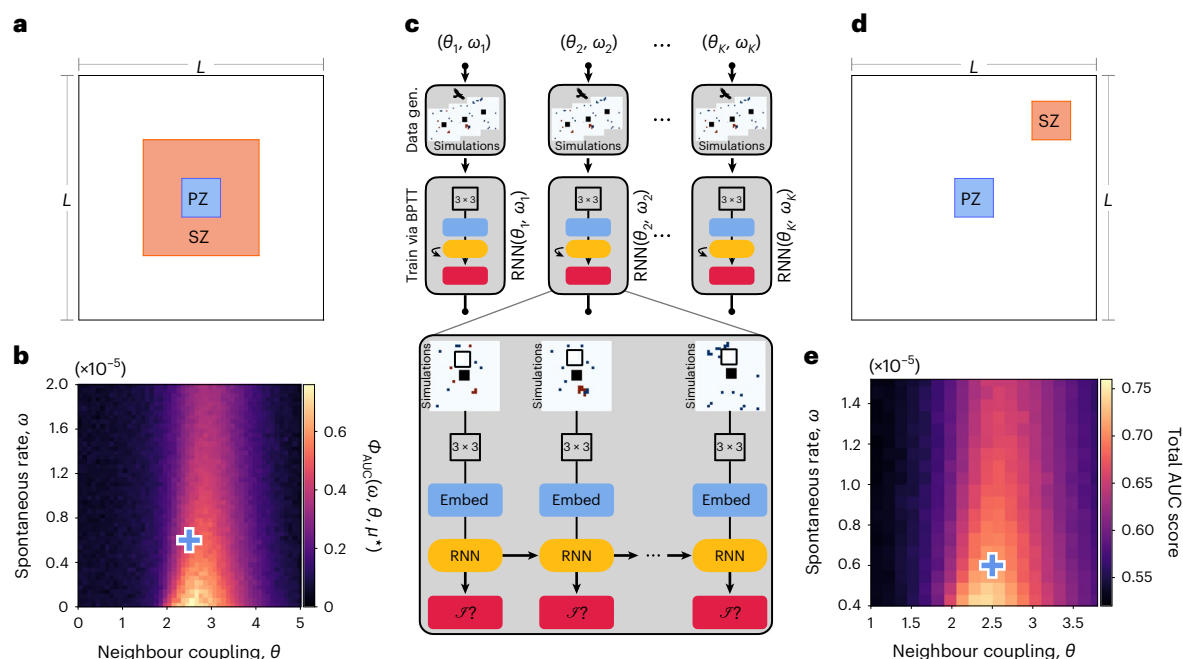 a
L
L
PZ
SZ
b
(×10⁻⁵)
2.0
1.6
1.2
0.8
0.4
0
Spontaneous rate, ω
0 1 2 3 4 5
Neighbour coupling, θ
0.6
0.4
0.2
0
Φ_AUC(ω, θ, μ*)
c
(θ₁, ω₁) (θ₂, ω₂) ... (θ_K, ω_K)
Data gen.
Simulations Simulations ... Simulations
Train via BPTT
3 × 3 3 × 3 3 × 3
RNN(θ₁, ω₁) RNN(θ₂, ω₂) ... RNN(θ_K, ω_K)
Simulations Simulations Simulations
3 × 3 3 × 3 3 × 3
Embed Embed Embed
RNN RNN ... RNN
ℐ? ℐ? ℐ?
d
L
SZ
PZ
L
e
(×10⁻⁵)
1.4
1.2
1.0
0.8
0.6
0.4
Spontaneous rate, ω
1 1.5 2 2.5 3 3.5
Neighbour coupling, θ
0.75
0.70
0.65
0.60
0.55
Total AUC score